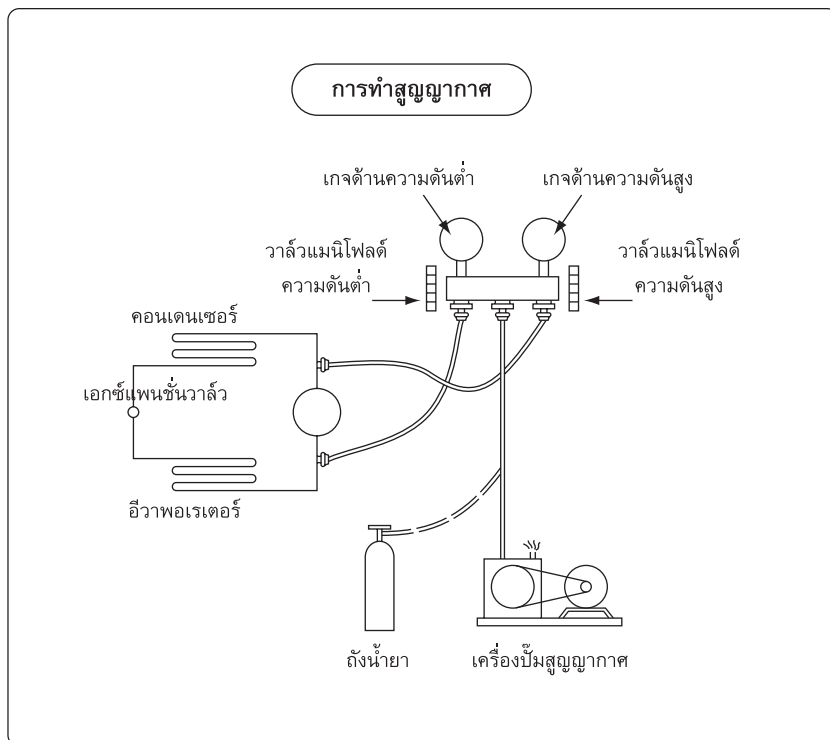 การทำสูญญากาศ
เกจด้านความดันต่ำ
เกจด้านความดันสูง
วาล์วแมนิโฟลด์
ความดันต่ำ
วาล์วแมนิโฟลด์
ความดันสูง
คอนเดนเซอร์
เอกซ์แพนชั่นวาล์ว
อีวาพอเรเตอร์
ถังน้ำยา
เครื่องปั๊มสูญญากาศ